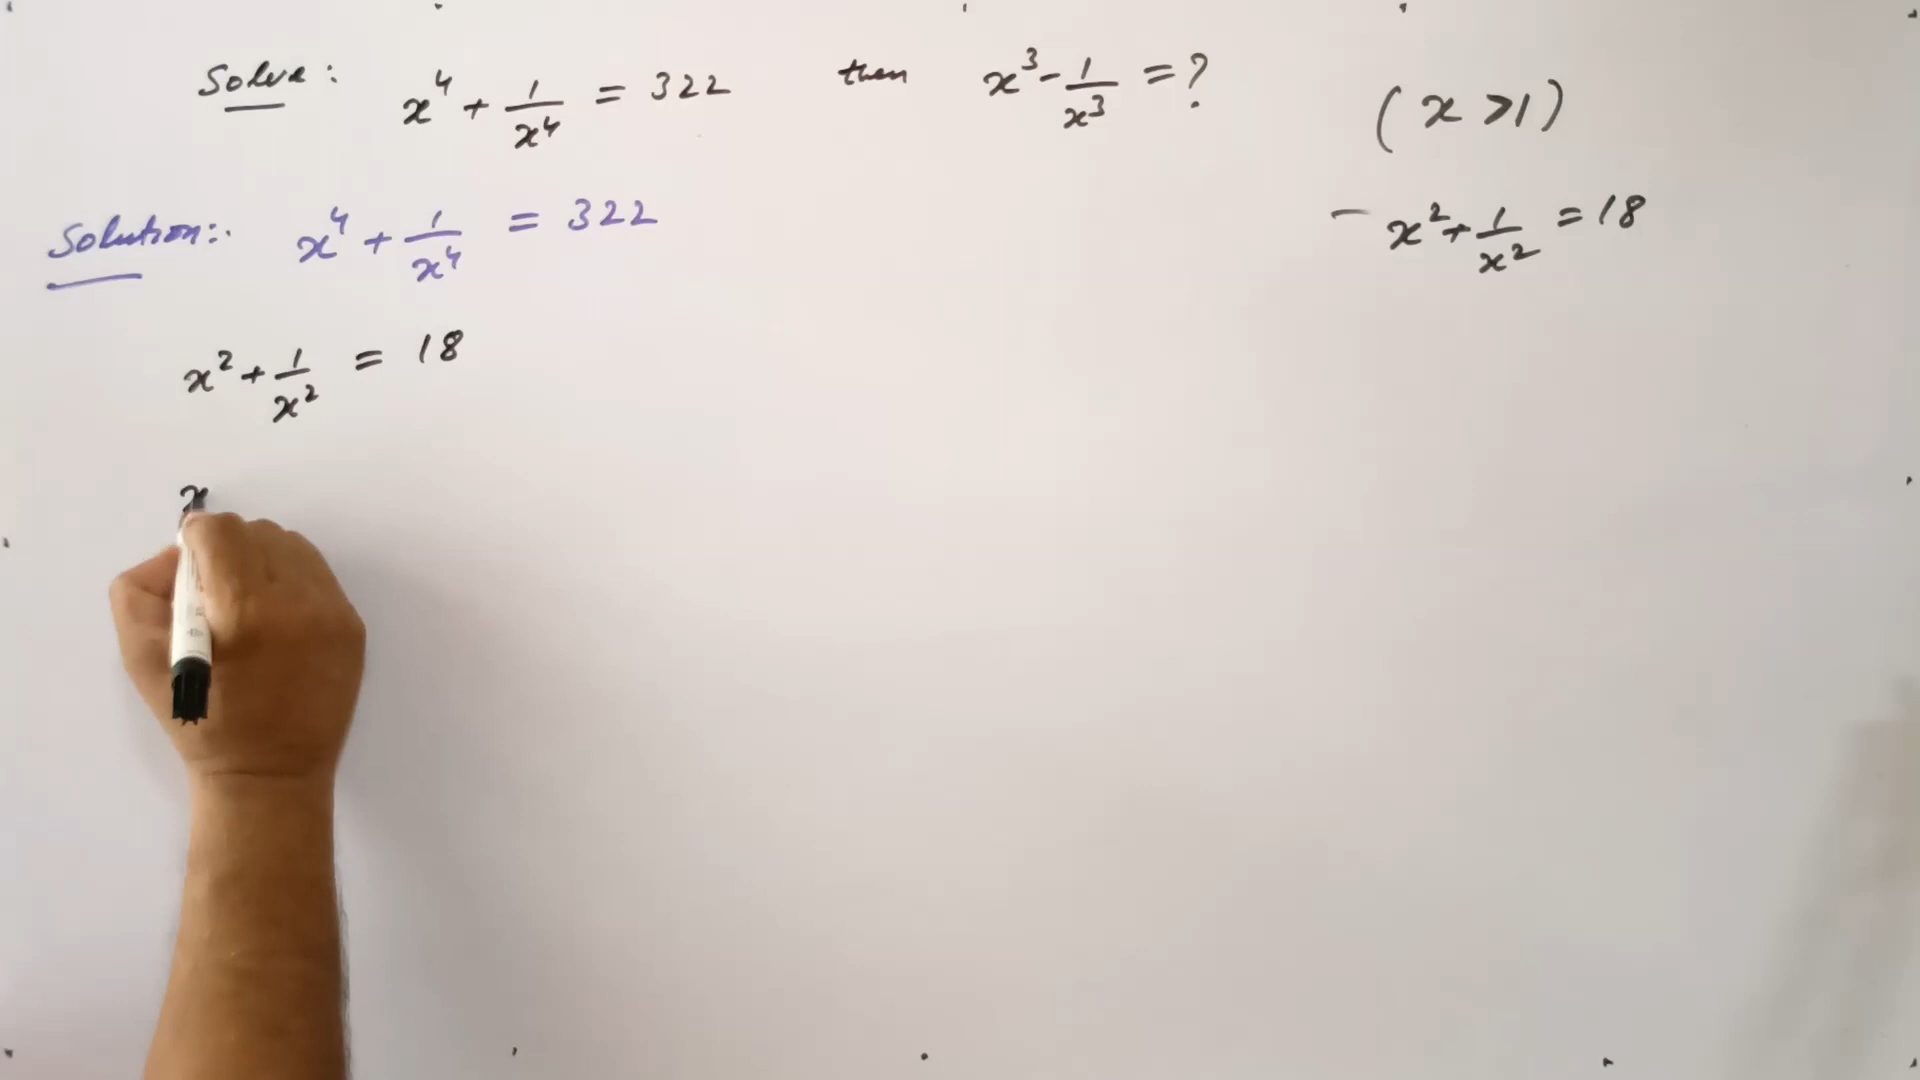 Solve: x⁴ + 1/x⁴ = 322 then x³ - 1/x³ = ? (x > 1)
Solution:- x⁴ + 1/x⁴ = 322
- x² + 1/x² = 18
x² + 1/x² = 18
x